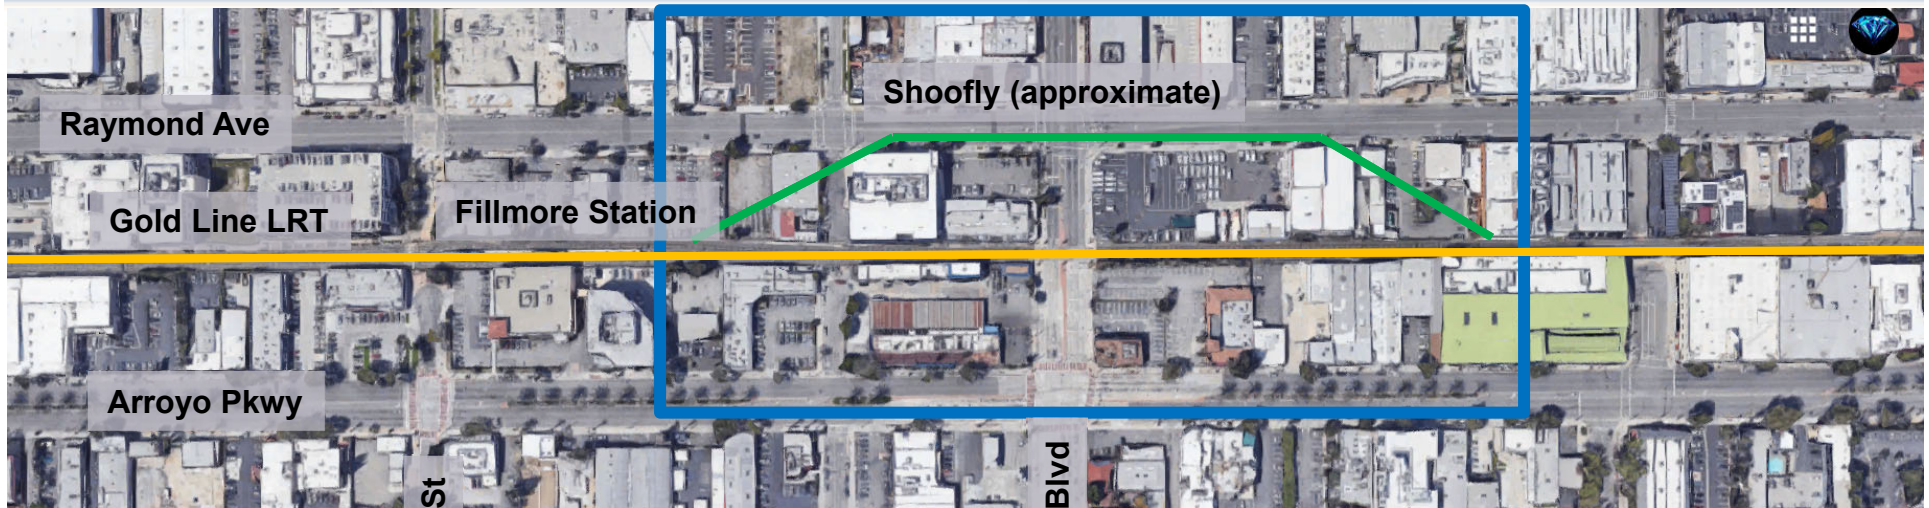 Shoofly (approximate)
Raymond Ave
Fillmore Station
Gold Line LRT
Arroyo Pkwy
St
Blvd